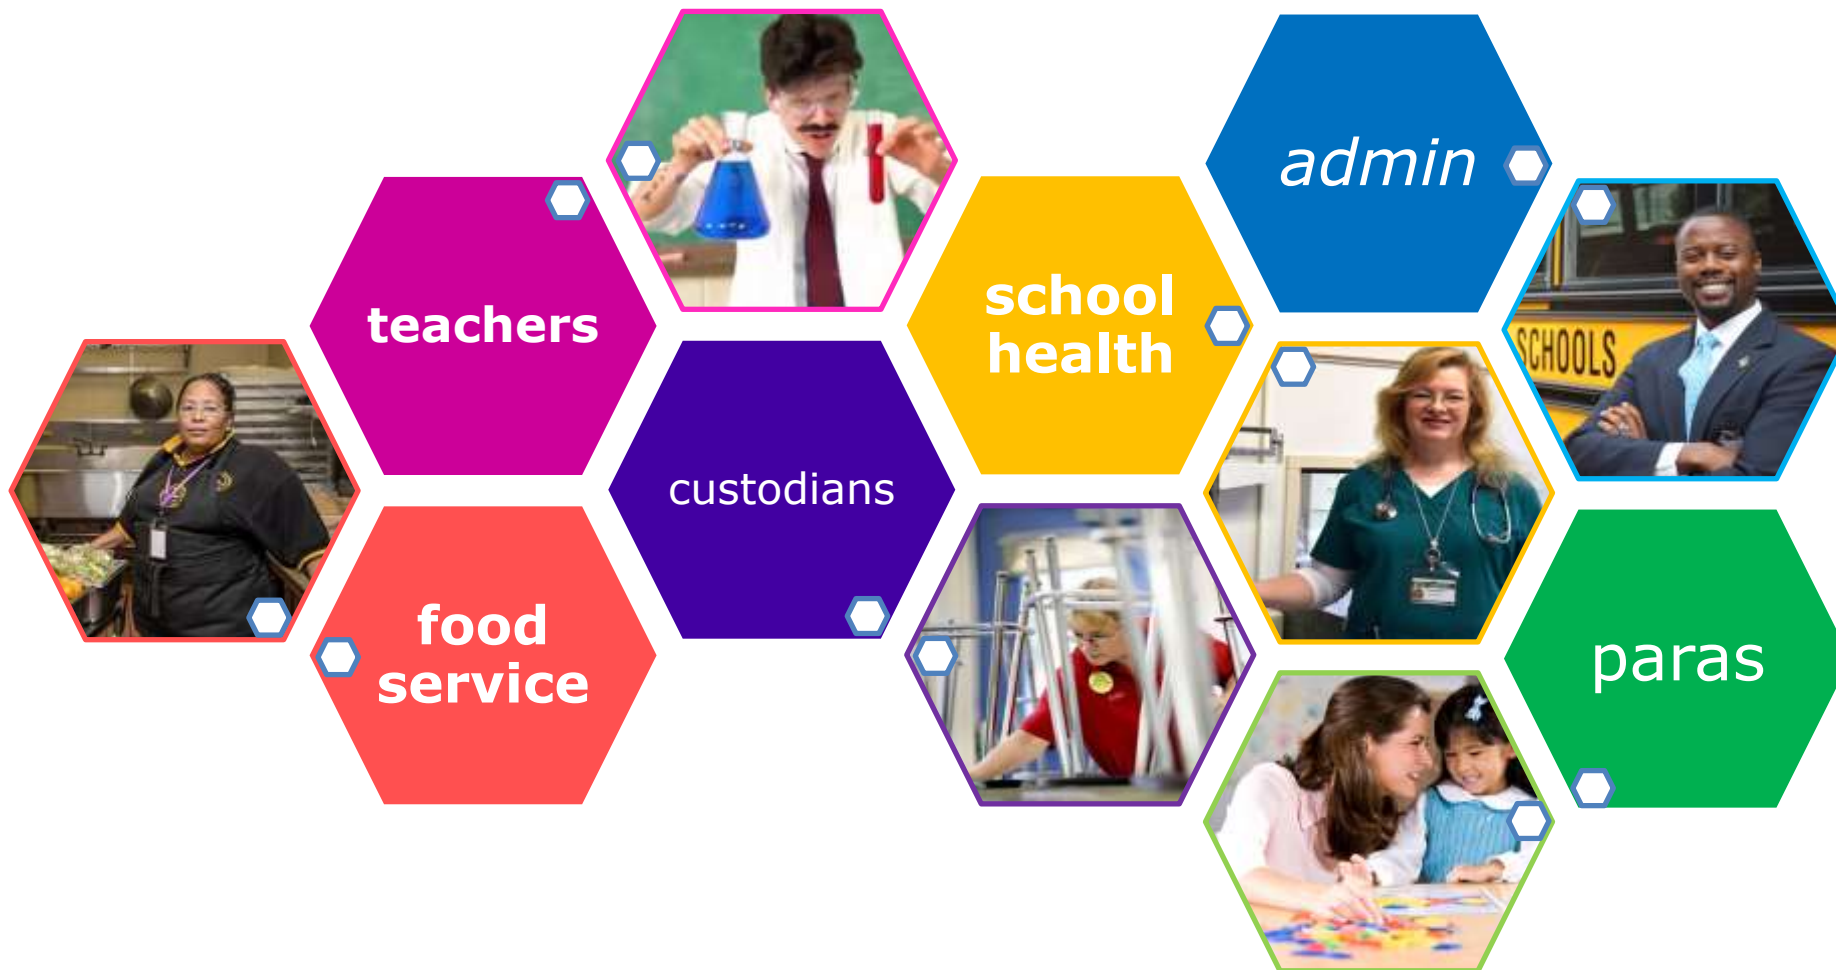 admin
school
health
teachers
SCHOOLS
custodians
food
service
paras